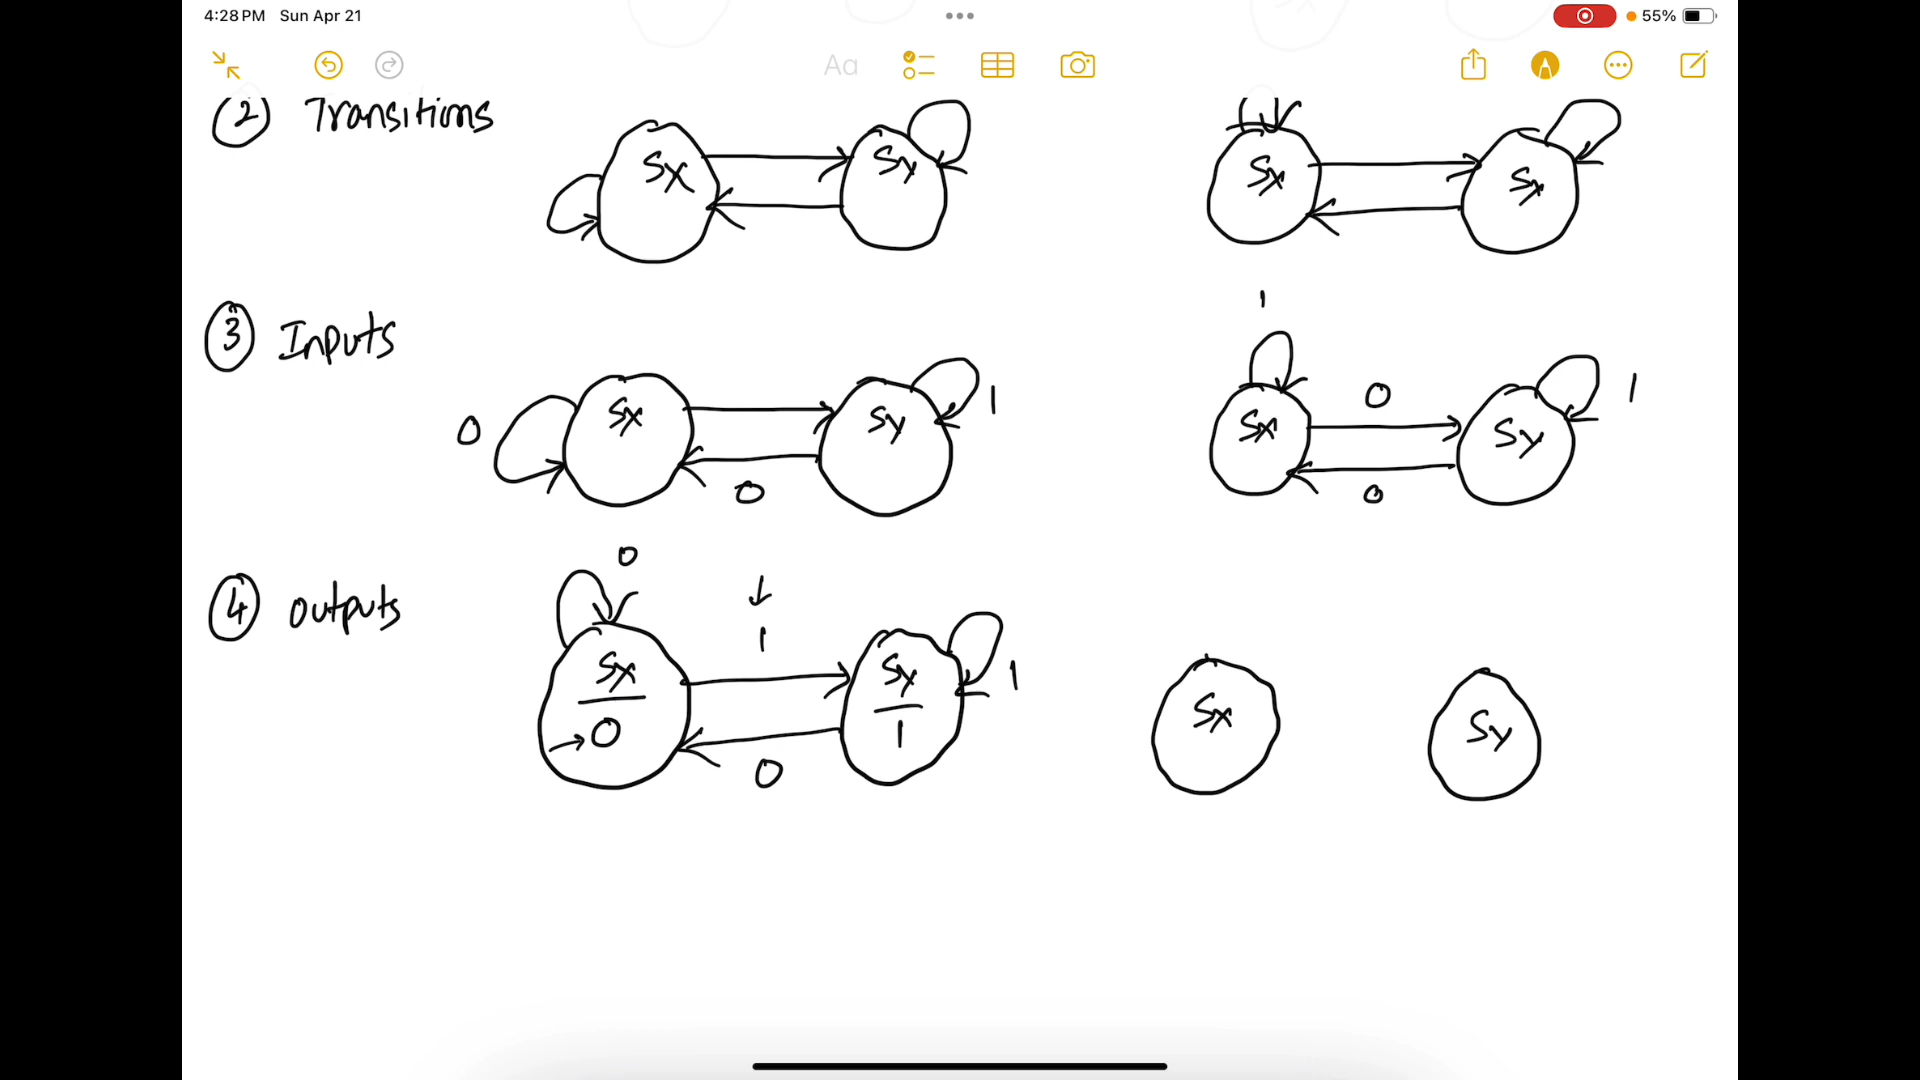 4:28 PM Sun Apr 21
55%
Aa
② Transitions
Sx Sy Sx Sy
③ Inputs
1
0 Sx Sy 1
0
Sx 0 Sy 1
0
④ outputs
0
1
Sx Sy 1
0 1
0
Sx Sy